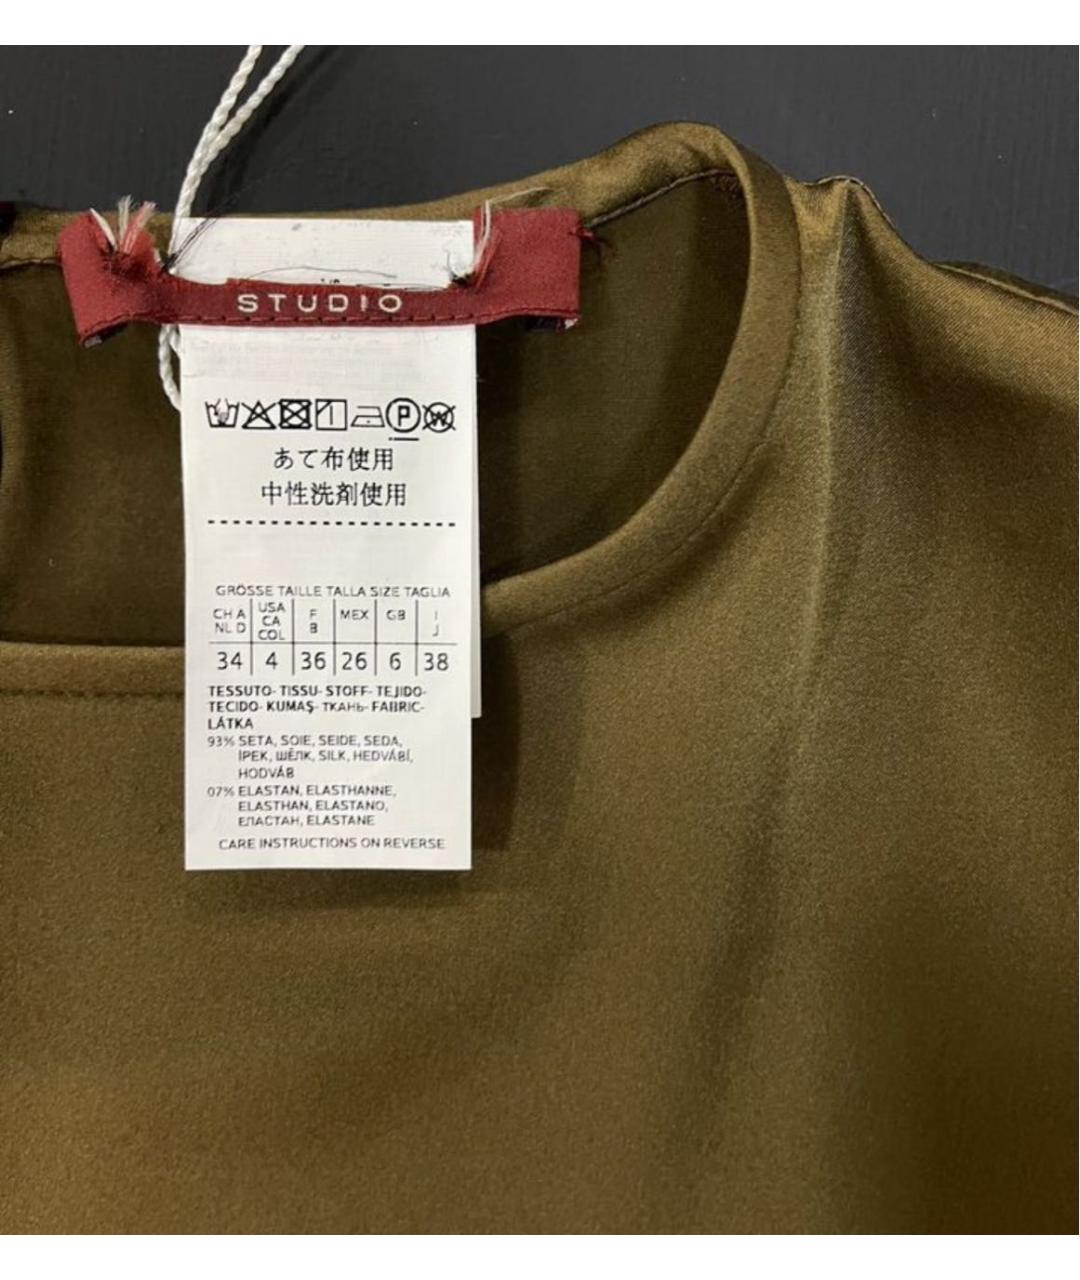 STUDIO
あて布使用
中性洗剤使用
GRÖSSE TAILLE TALLA SIZE TAGLIA
CH A NL D | USA CA COL | F B | MEX | GB | I J
34 | 4 | 36 | 26 | 6 | 38
TESSUTO- TISSU- STOFF- TEJIDO-
TECIDO- KUMAŞ- ТКАНЬ- FABRIC-
LÁTKA
93% SETA, SOIE, SEIDE, SEDA,
İPEK, ШЁЛК, SILK, HEDVÁBÍ,
HODVÁB
07% ELASTAN, ELASTHANNE,
ELASTHAN, ELASTANO,
ЕЛАСТАН, ELASTANE
CARE INSTRUCTIONS ON REVERSE